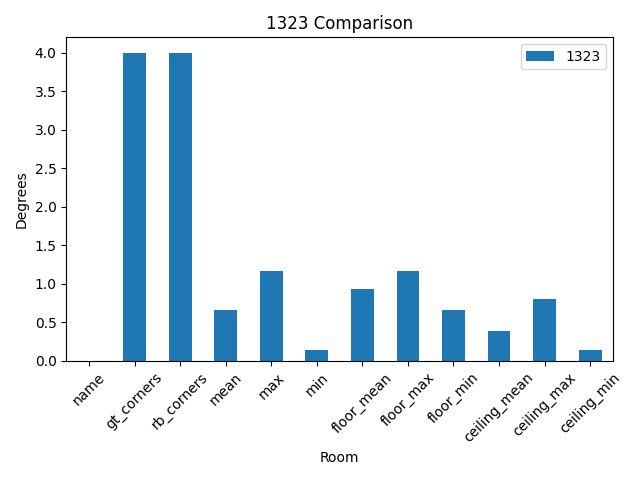 1323 Comparison
1323
Degrees
4.0
3.5
3.0
2.5
2.0
1.5
1.0
0.5
0.0
name
gt_corners
rb_corners
mean
max
min
floor_mean
floor_max
floor_min
ceiling_mean
ceiling_max
ceiling_min
Room